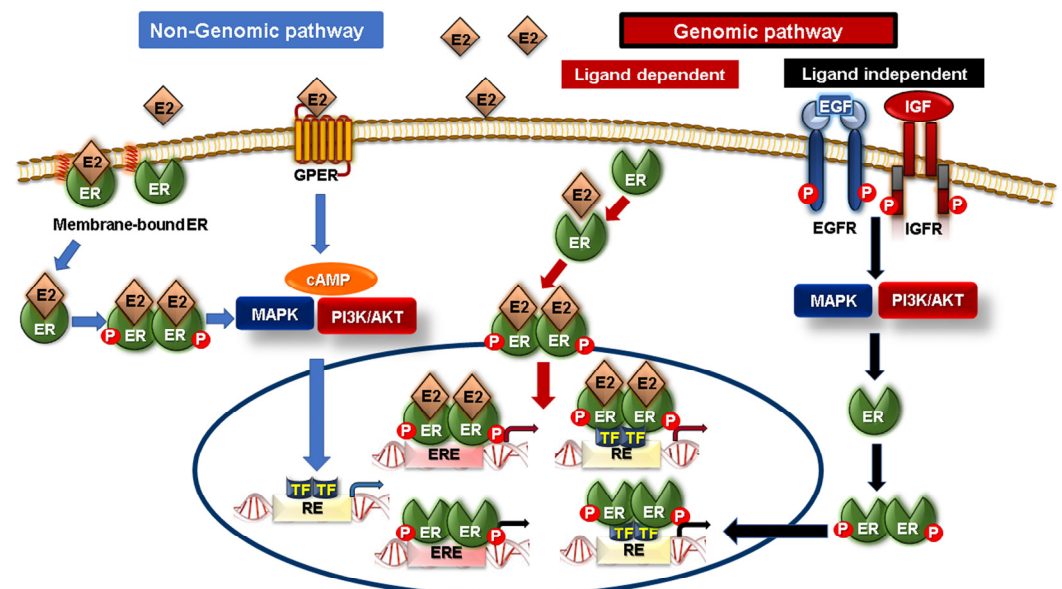 Non-Genomic pathway
Genomic pathway
E2
E2
Ligand dependent
Ligand independent
E2
E2
E2
EGF
IGF
E2
ER
ER
GPER
ER
E2
P
P
P
P
Membrane-bound ER
ER
EGFR
IGFR
cAMP
E2
ER
E2
E2
P
ER
ER
P
MAPK
PI3K/AKT
E2
E2
P
ER
ER
P
MAPK
PI3K/AKT
E2
E2
P
ER
ER
P
ERE
E2
E2
P
ER
ER
P
TF
TF
RE
ER
TF
TF
RE
P
ER
ER
P
ERE
P
ER
ER
P
TF
TF
RE
P
ER
ER
P